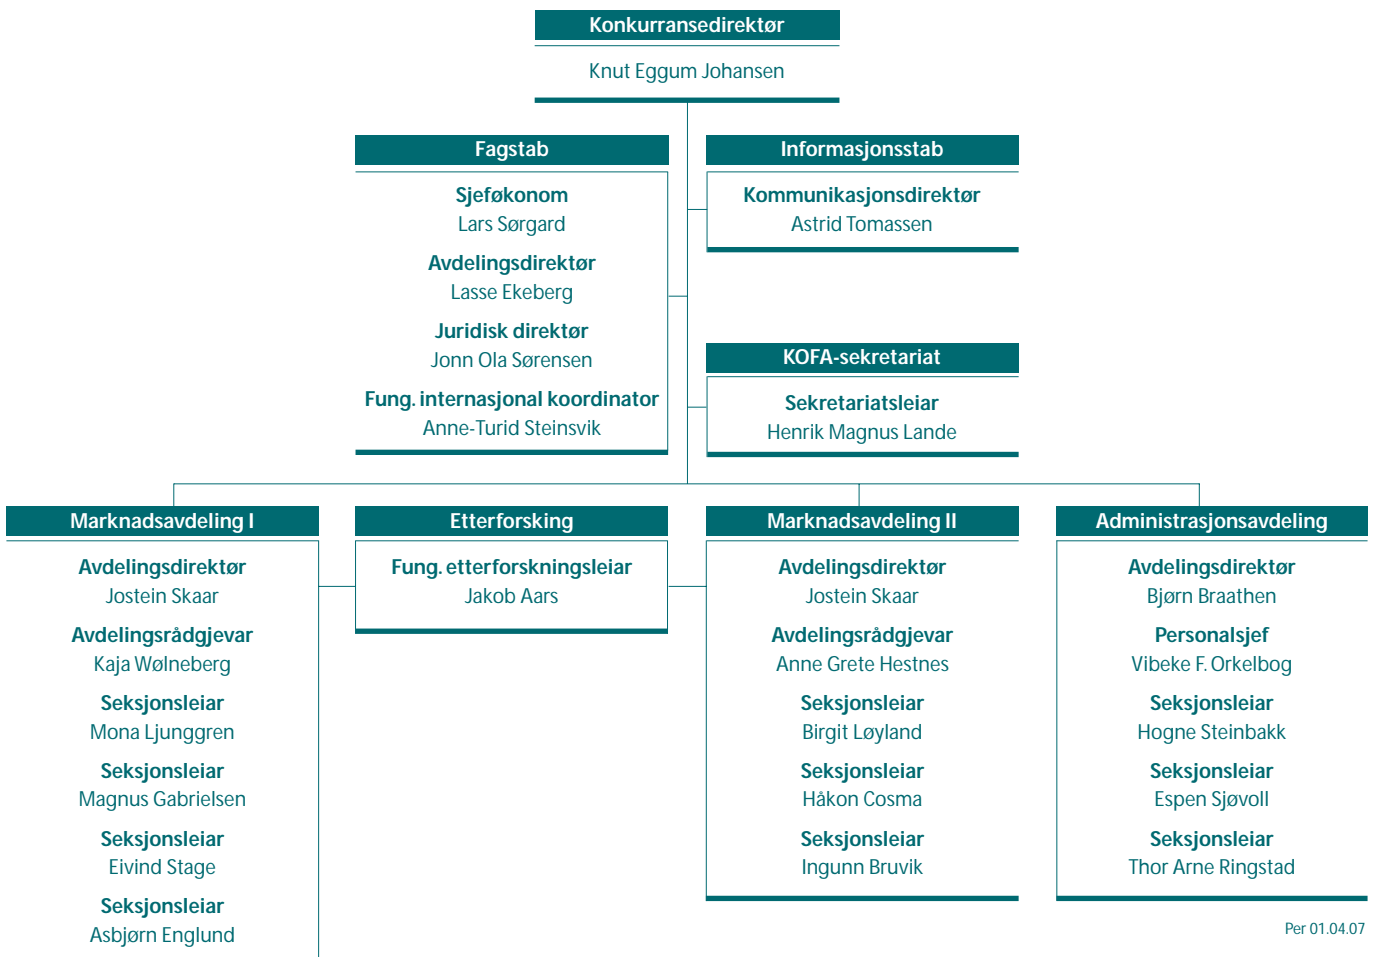 Konkurransedirektør
Knut Eggum Johansen
Fagstab
Sjeføkonom
Lars Sørgard
Avdelingsdirektør
Lasse Ekeberg
Juridisk direktør
Jonn Ola Sørensen
Fung. internasjonal koordinator
Anne-Turid Steinsvik
Informasjonsstab
Kommunikasjonsdirektør
Astrid Tomassen
KOFA-sekretariat
Sekretariatsleiar
Henrik Magnus Lande
Marknadsavdeling I
Avdelingsdirektør
Jostein Skaar
Avdelingsrådgjevar
Kaja Wølneberg
Seksjonsleiar
Mona Ljunggren
Seksjonsleiar
Magnus Gabrielsen
Seksjonsleiar
Eivind Stage
Seksjonsleiar
Asbjørn Englund
Etterforsking
Fung. etterforskningsleiar
Jakob Aars
Marknadsavdeling II
Avdelingsdirektør
Jostein Skaar
Avdelingsrådgjevar
Anne Grete Hestnes
Seksjonsleiar
Birgit Løyland
Seksjonsleiar
Håkon Cosma
Seksjonsleiar
Ingunn Bruvik
Administrasjonsavdeling
Avdelingsdirektør
Bjørn Braathen
Personalsjef
Vibeke F. Orkelbog
Seksjonsleiar
Hogne Steinbakk
Seksjonsleiar
Espen Sjøvoll
Seksjonsleiar
Thor Arne Ringstad
Per 01.04.07